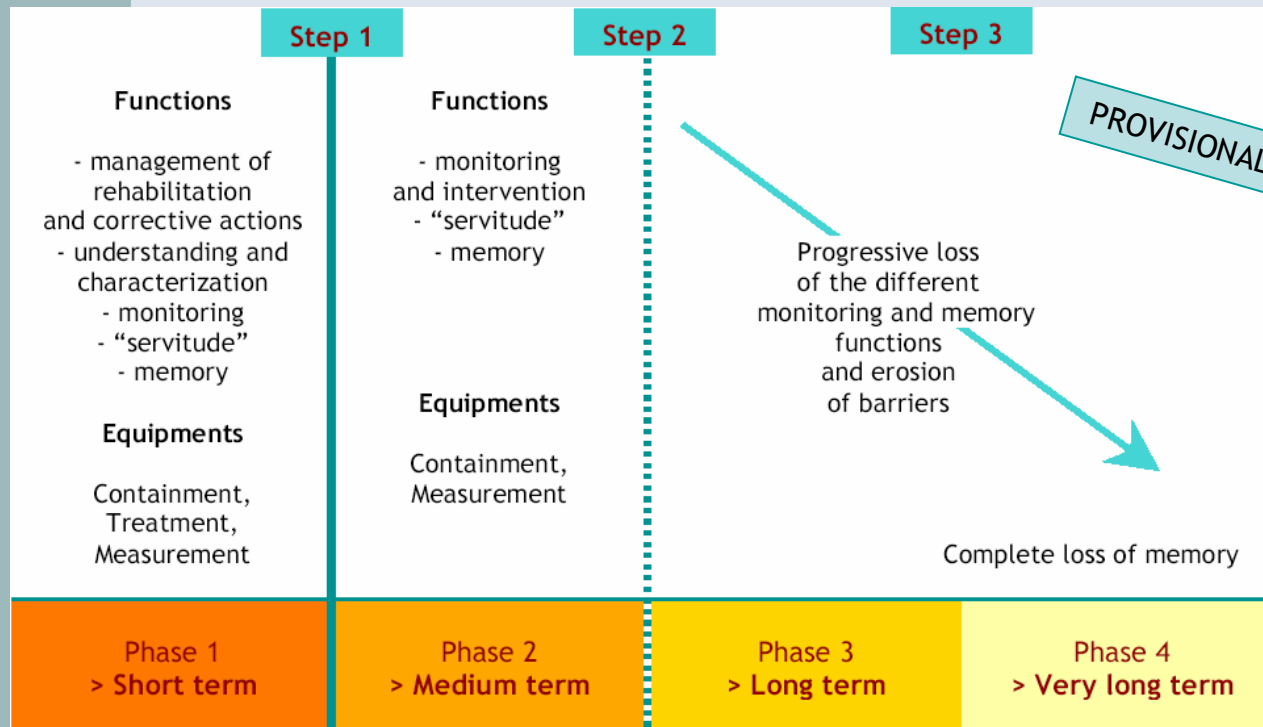 Step 1
Step 2
Step 3
PROVISIONAL
Functions
- management of
rehabilitation
and corrective actions
- understanding and
characterization
- monitoring
- “servitude”
- memory
Equipments
Containment,
Treatment,
Measurement
Functions
- monitoring
and intervention
- “servitude”
- memory
Equipments
Containment,
Measurement
Progressive loss
of the different
monitoring and memory
functions
and erosion
of barriers
Complete loss of memory
Phase 1
> Short term
Phase 2
> Medium term
Phase 3
> Long term
Phase 4
> Very long term